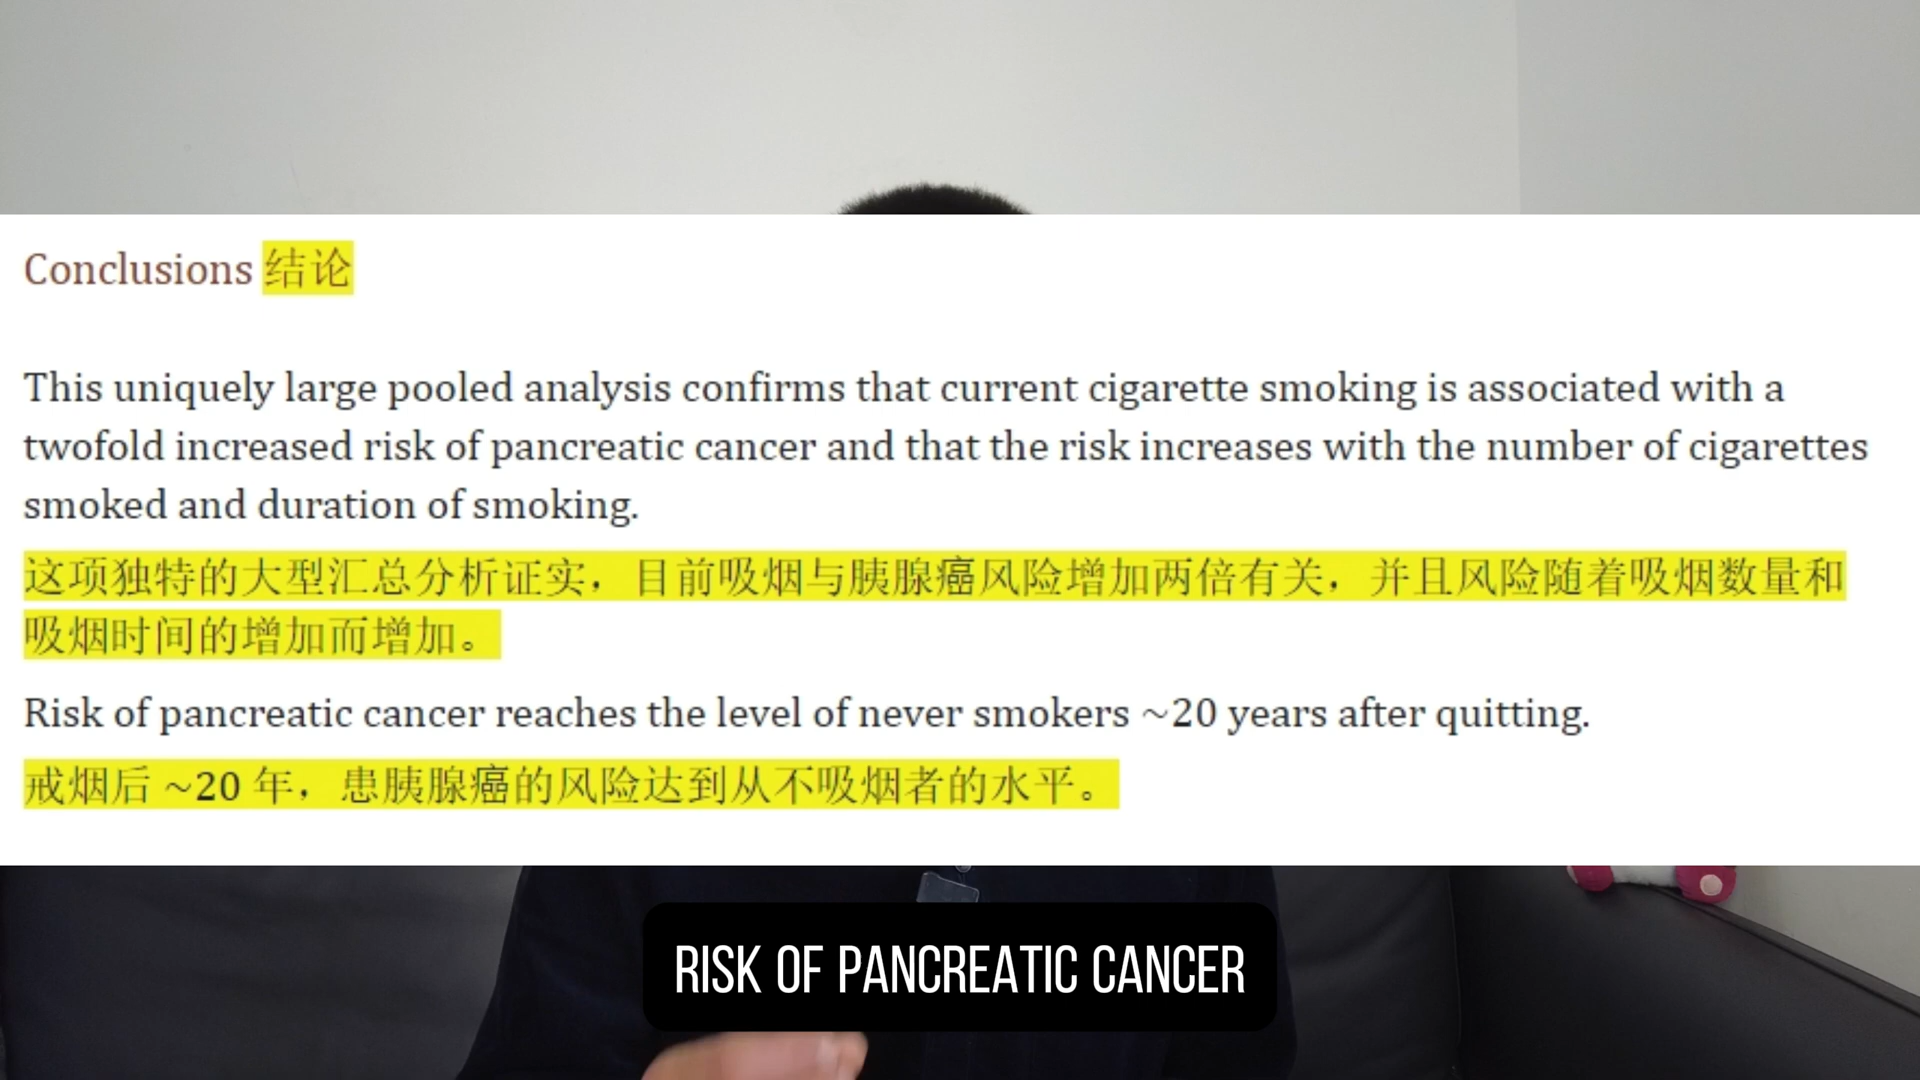 Conclusions 结论
This uniquely large pooled analysis confirms that current cigarette smoking is associated with a
twofold increased risk of pancreatic cancer and that the risk increases with the number of cigarettes
smoked and duration of smoking.
这项独特的大型汇总分析证实，目前吸烟与胰腺癌风险增加两倍有关，并且风险随着吸烟数量和
吸烟时间的增加而增加。
Risk of pancreatic cancer reaches the level of never smokers ~20 years after quitting.
戒烟后 ~20 年，患胰腺癌的风险达到从不吸烟者的水平。
RISK OF PANCREATIC CANCER